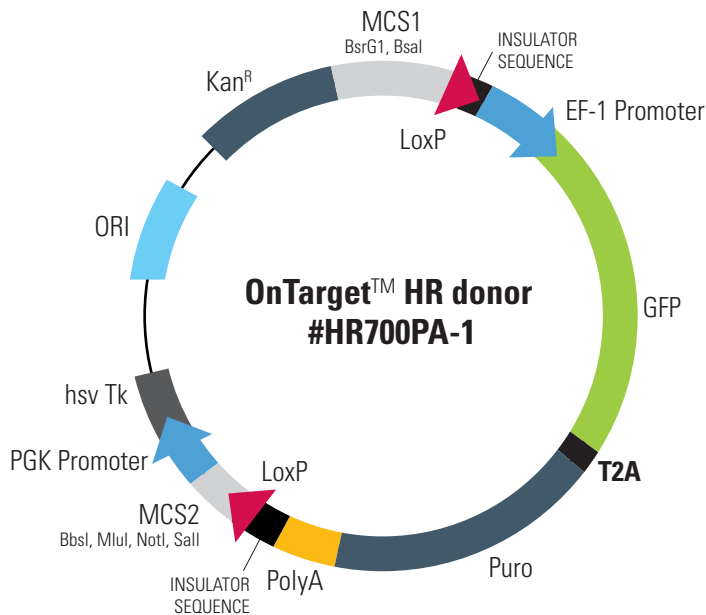 MCS1
BsrG1, BsaI
INSULATOR
SEQUENCE
Kanᴿ
EF-1 Promoter
LoxP
ORI
OnTarget™ HR donor
#HR700PA-1
GFP
hsv Tk
PGK Promoter
LoxP
T2A
MCS2
BbsI, MluI, NotI, SalI
Puro
PolyA
INSULATOR
SEQUENCE